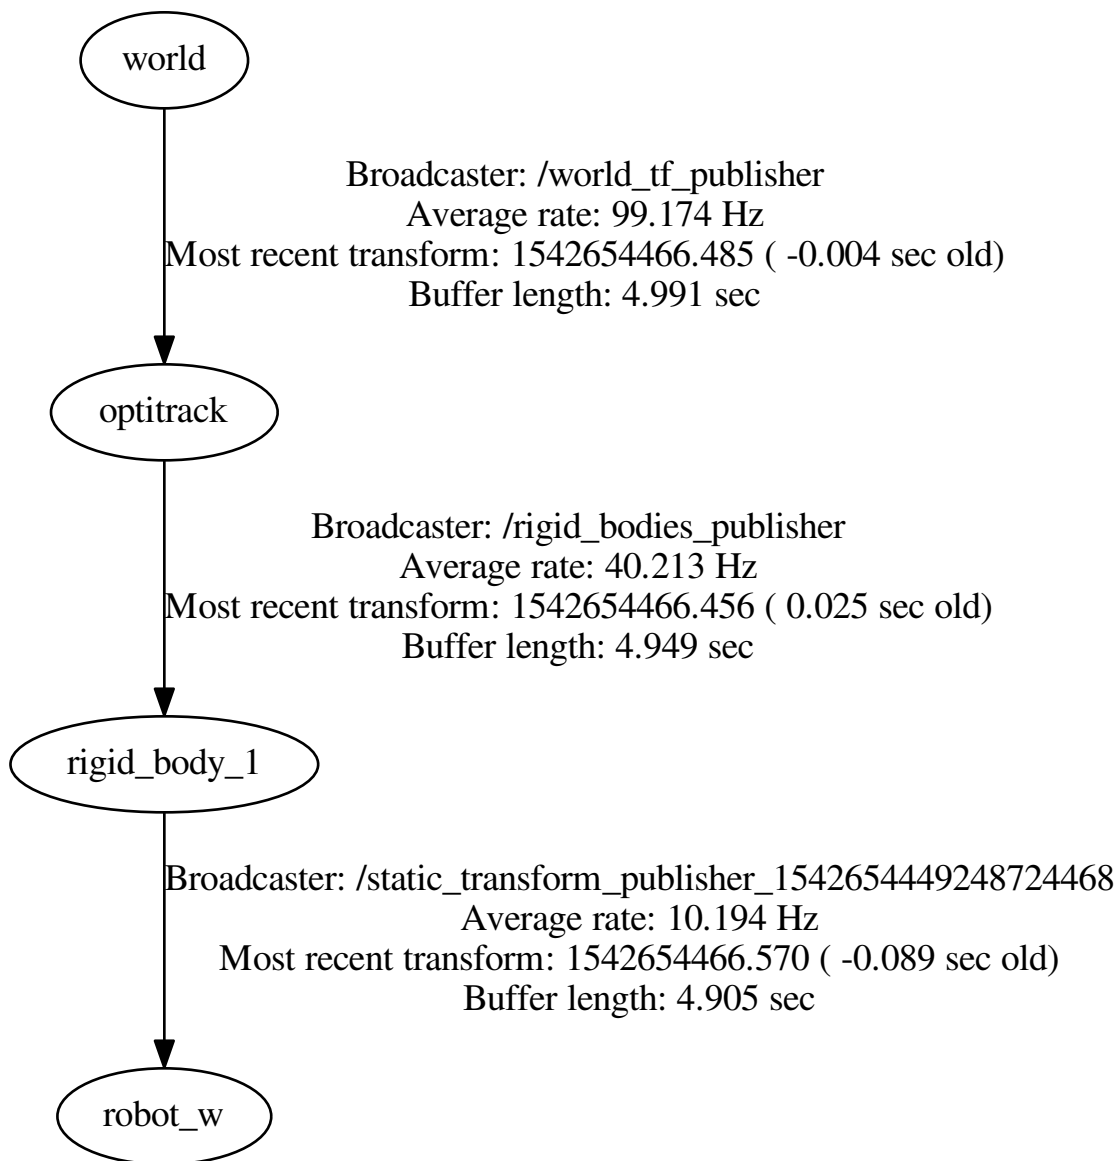 world
Broadcaster: /world_tf_publisher
Average rate: 99.174 Hz
Most recent transform: 1542654466.485 ( -0.004 sec old)
Buffer length: 4.991 sec
optitrack
Broadcaster: /rigid_bodies_publisher
Average rate: 40.213 Hz
Most recent transform: 1542654466.456 ( 0.025 sec old)
Buffer length: 4.949 sec
rigid_body_1
Broadcaster: /static_transform_publisher_1542654449248724468
Average rate: 10.194 Hz
Most recent transform: 1542654466.570 ( -0.089 sec old)
Buffer length: 4.905 sec
robot_w